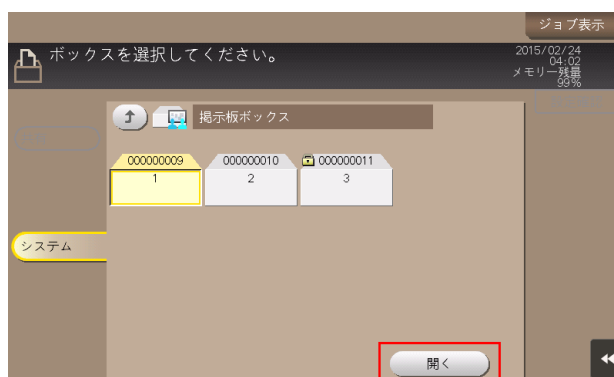 ジョブ表示
ボックスを選択してください。
2015/02/24
04:02
メモリー残量
99%
掲示板ボックス
000000009
000000010
000000011
1
2
3
システム
開く